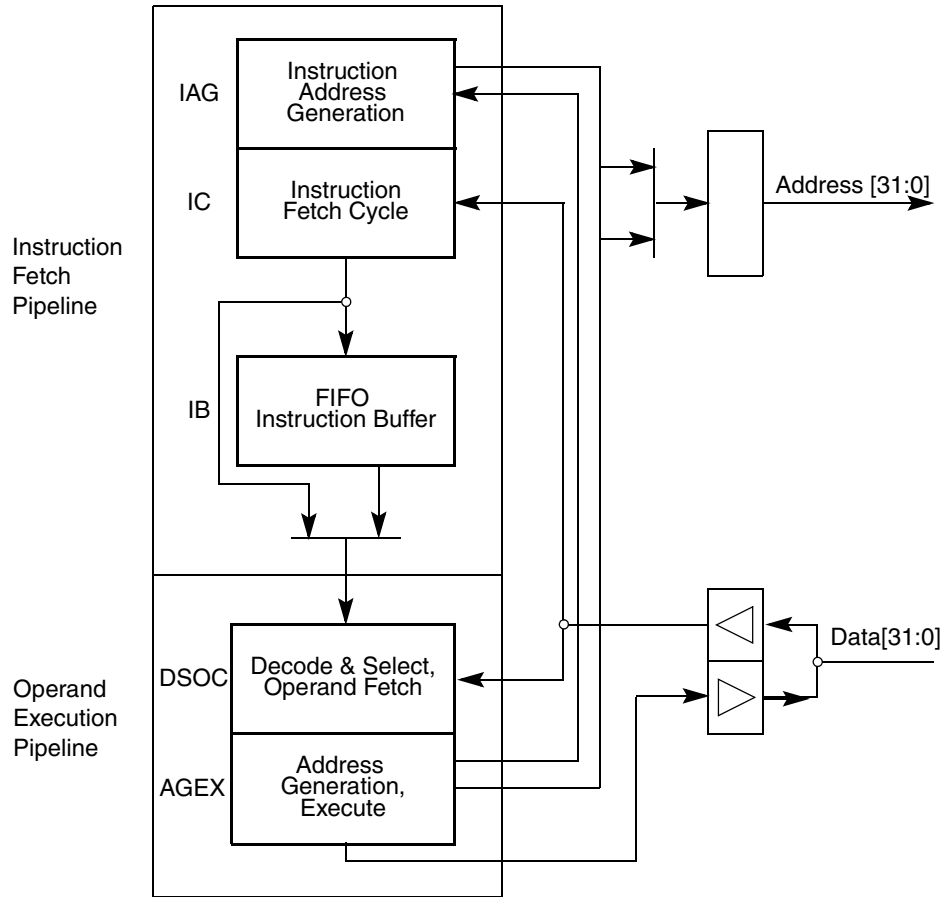 IAG
Instruction
Address
Generation
IC
Instruction
Fetch Cycle
Address [31:0]
Instruction
Fetch
Pipeline
IB
FIFO
Instruction Buffer
DSOC
Decode & Select,
Operand Fetch
Data[31:0]
Operand
Execution
Pipeline
AGEX
Address
Generation,
Execute